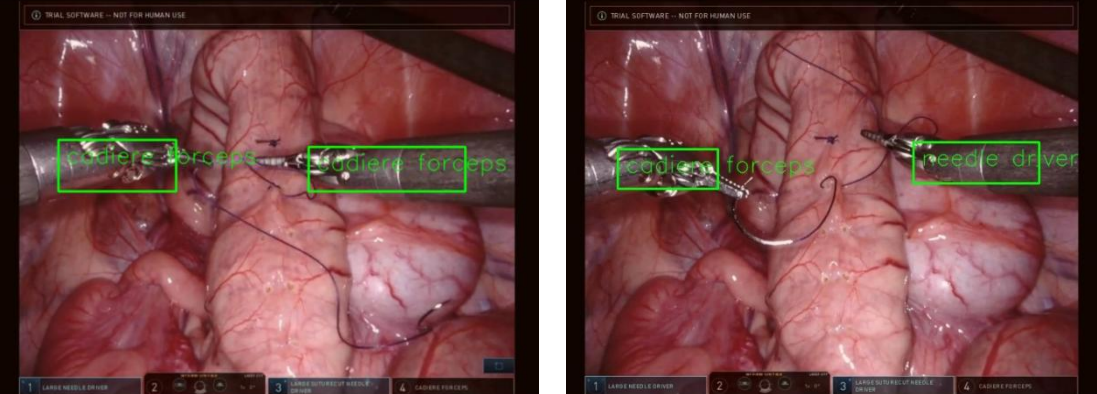 TRIAL SOFTWARE — NOT FOR HUMAN USE
cadiere forceps
cadiere forceps
1 LARGE NEEDLE DRIVER
2
3 LARGE SUTURECUT NEEDLE DRIVER
4 CADIERE FORCEPS
TRIAL SOFTWARE — NOT FOR HUMAN USE
cadiere forceps
needle driver
1 LARGE NEEDLE DRIVER
2
3 LARGE SUTURECUT NEEDLE DRIVER
4 CADIERE FORCEPS